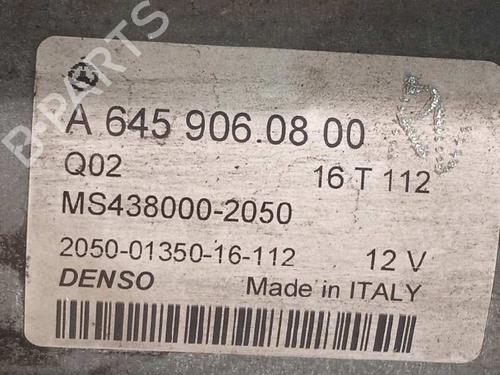 A 645 906 08 00
Q02 16 T 112
MS438000-2050
2050-01350-16-112 12 V
DENSO Made in ITALY
B-PARTS